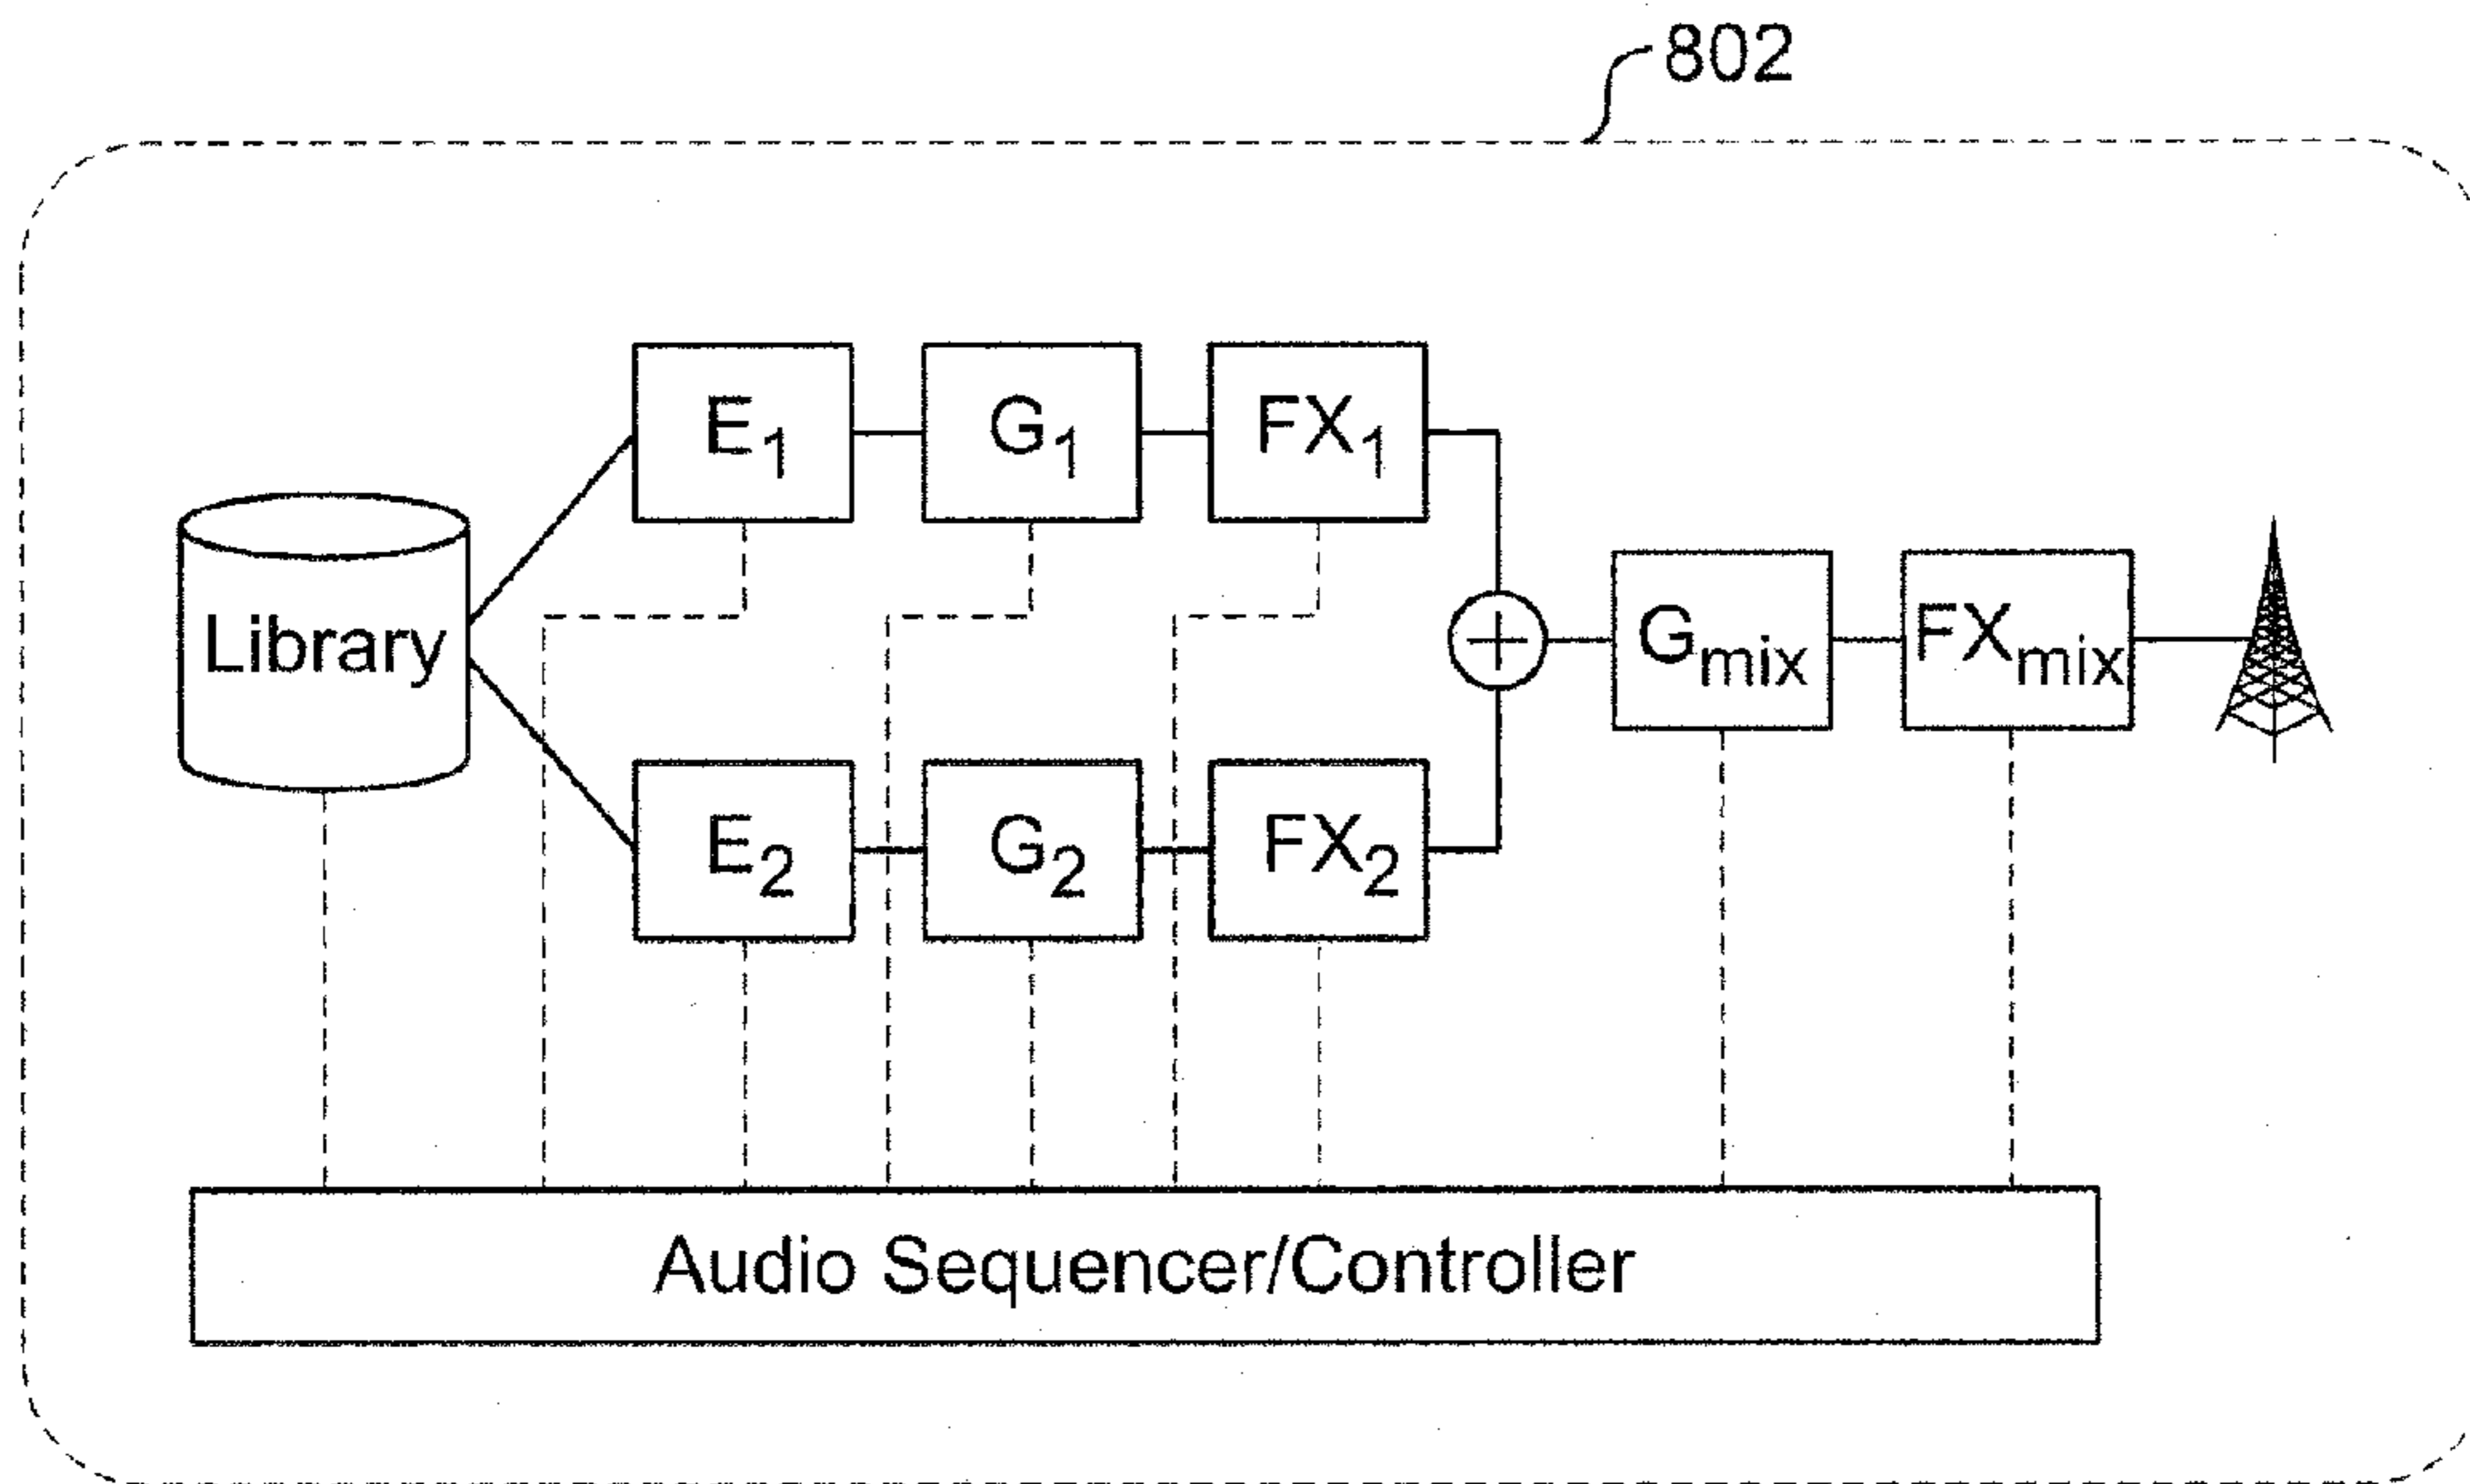 802
E1
G1
FX1
Library
Gmix
FXmix
E2
G2
FX2
Audio Sequencer/Controller